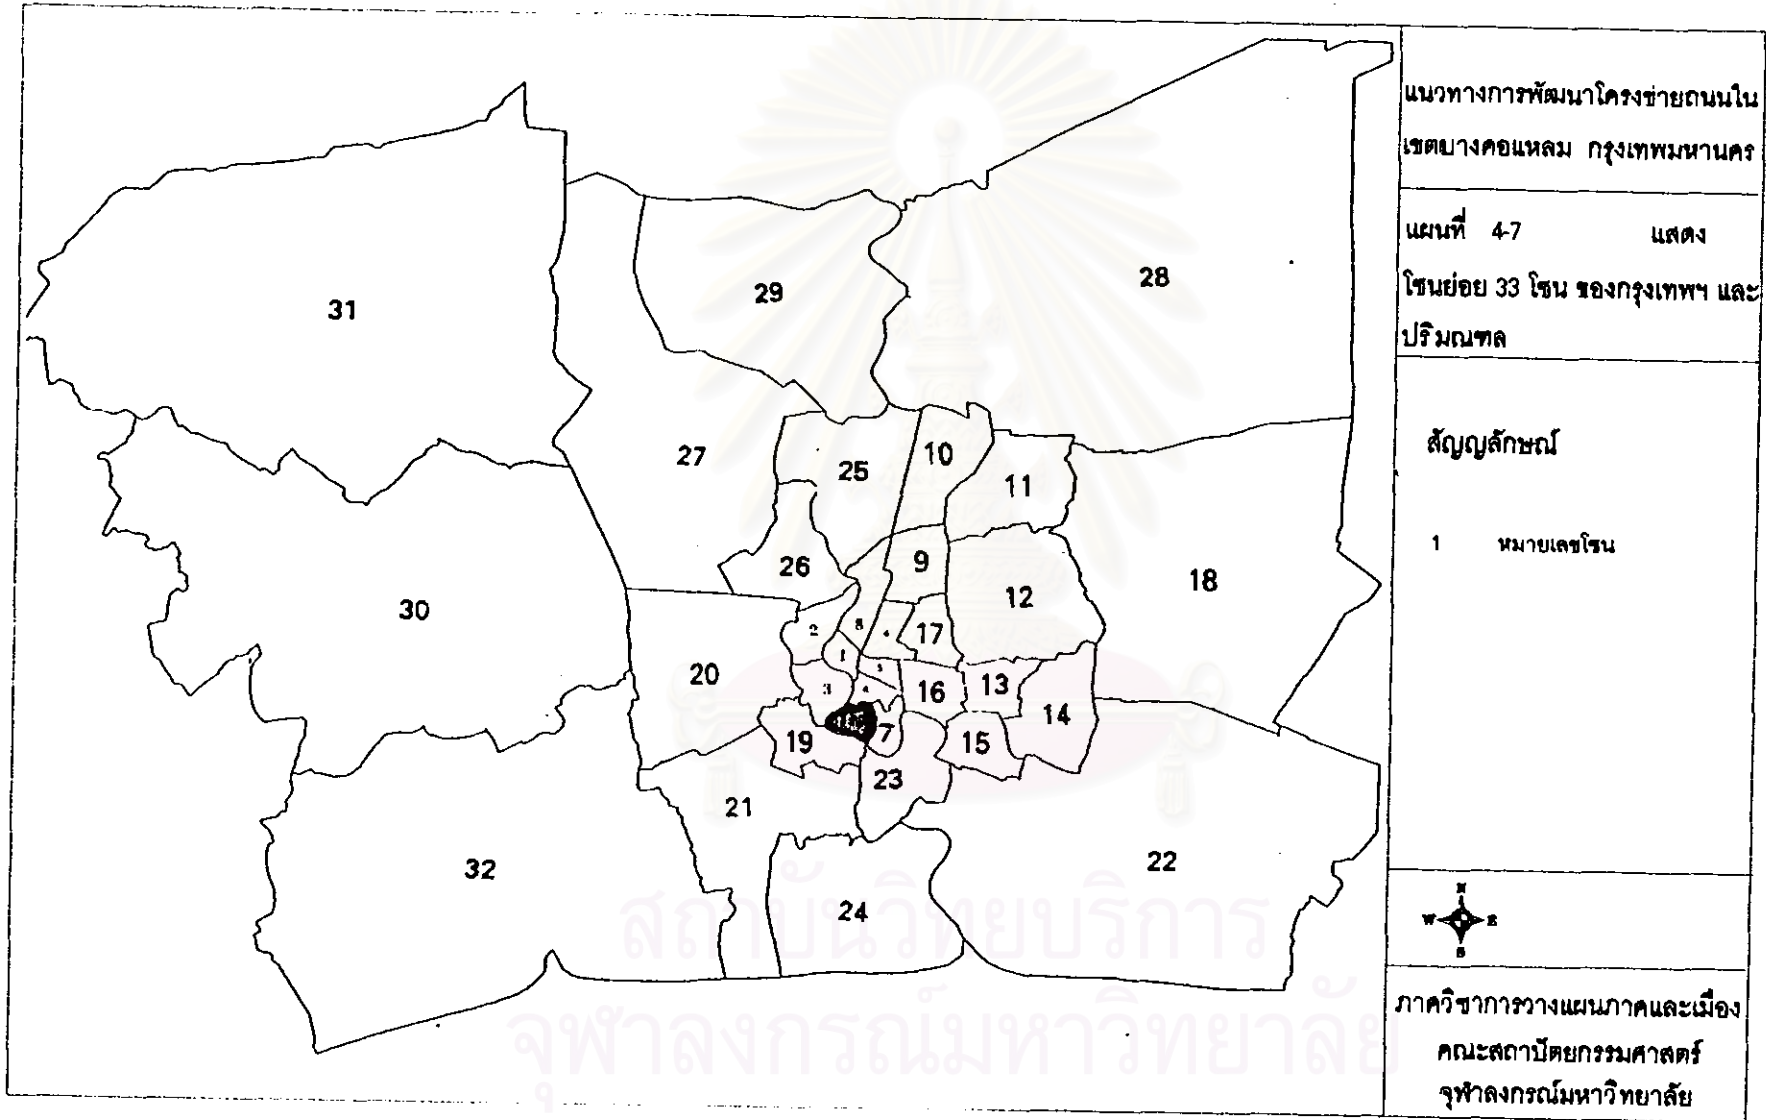 แนวทางการพัฒนาโครงข่ายถนนใน
เขตบางคอแหลม กรุงเทพมหานคร
แผนที่ 4-7 แสดง
โซนย่อย 33 โซน ของกรุงเทพฯ และ
ปริมณฑล
สัญญลักษณ์
1 หมายเลขโซน
N
W E
S
ภาควิชาการวางแผนภาคและเมือง
คณะสถาปัตยกรรมศาสตร์
จุฬาลงกรณ์มหาวิทยาลัย
28
29
31
10
27
25
11
26
9
18
12
30
2
8
17
1
20
3
16
13
14
7
19
15
23
21
22
32
24
สถาบันวิทยบริการ
จุฬาลงกรณ์มหาวิทยาลัย